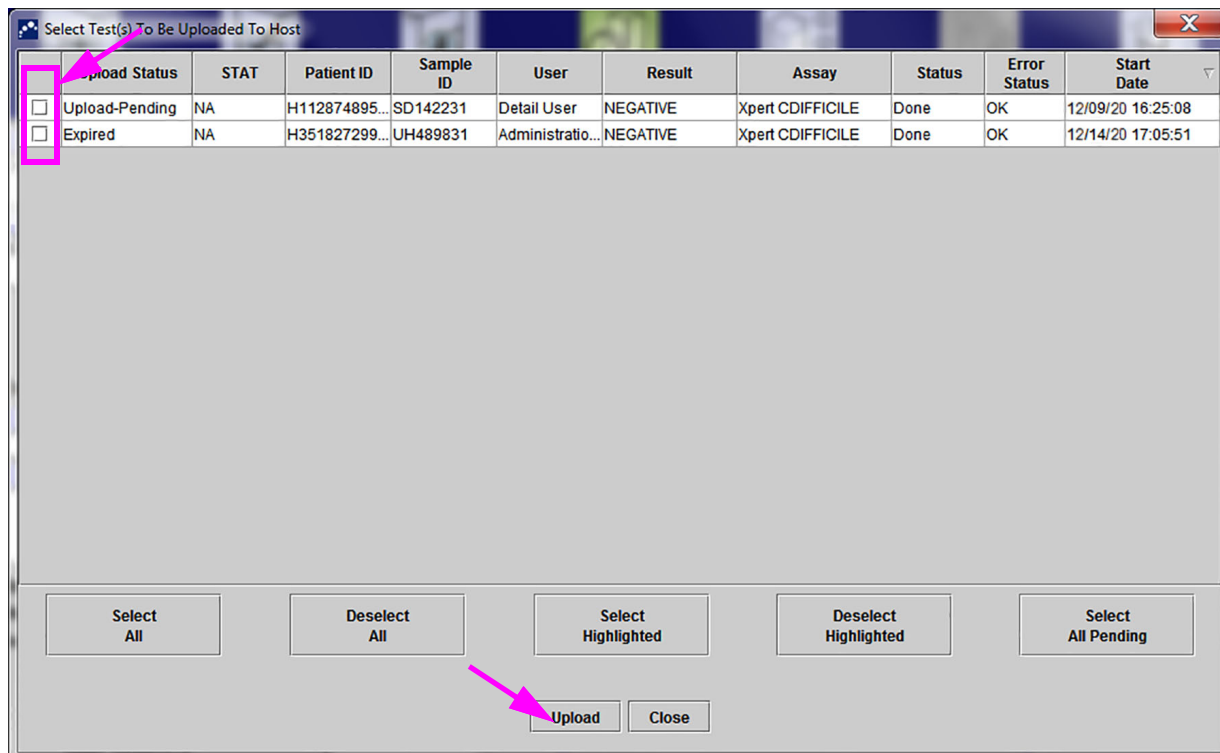 Select Test(s) To Be Uploaded To Host
Upload Status STAT Patient ID Sample ID User Result Assay Status Error Status Start Date
Upload-Pending NA H112874895... SD142231 Detail User NEGATIVE Xpert CDIFFICILE Done OK 12/09/20 16:25:08
Expired NA H351827299... UH489831 Administratio... NEGATIVE Xpert CDIFFICILE Done OK 12/14/20 17:05:51
Select All Deselect All Select Highlighted Deselect Highlighted Select All Pending
Upload Close